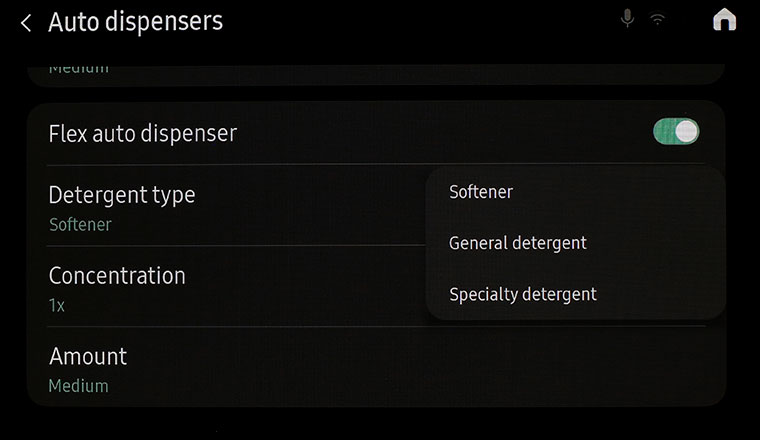 Auto dispensers
Medium
Flex auto dispenser
Detergent type
Softener
Softener
General detergent
Specialty detergent
Concentration
1x
Amount
Medium